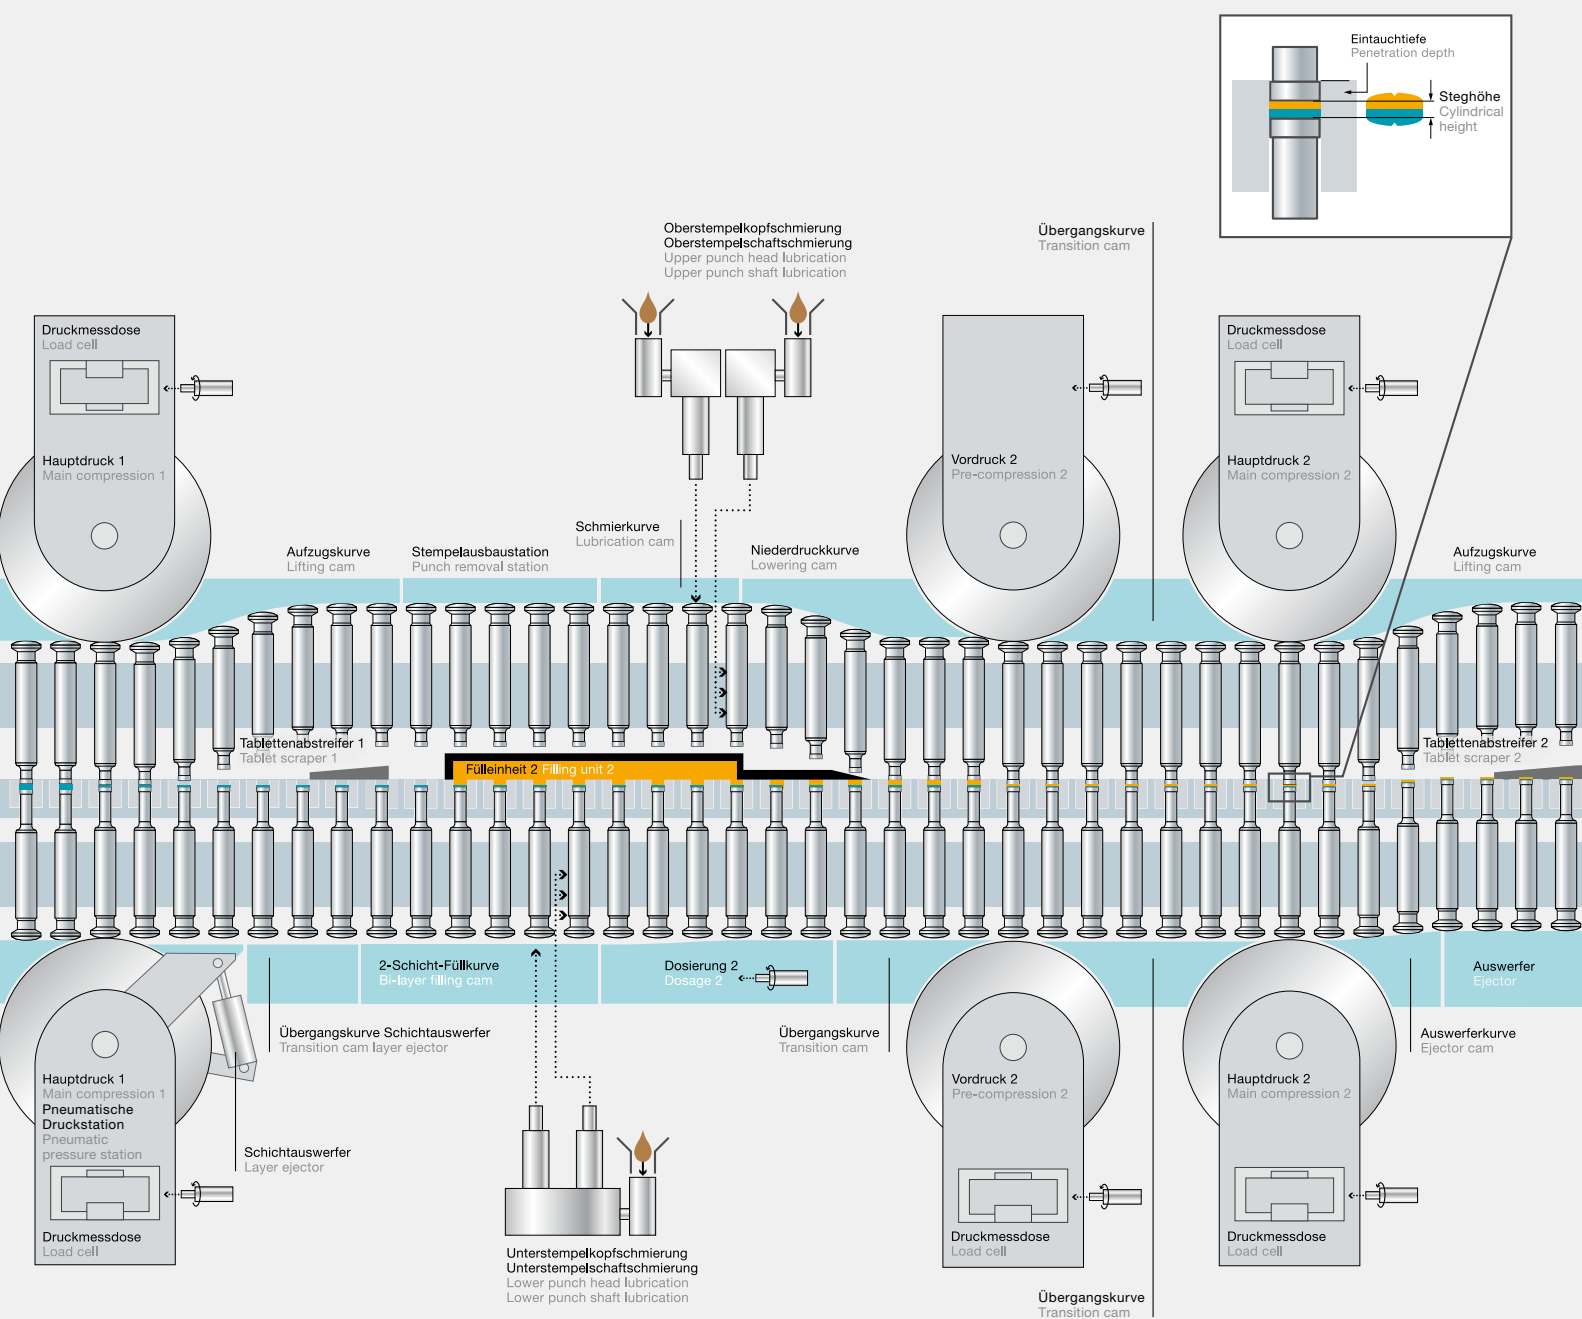 Eintauchtiefe
Penetration depth
Steghöhe
Cylindrical
height
Oberstempelkopfschmierung
Oberstempelschaftschmierung
Upper punch head lubrication
Upper punch shaft lubrication
Übergangskurve
Transition cam
Druckmessdose
Load cell
Hauptdruck 1
Main compression 1
Vordruck 2
Pre-compression 2
Druckmessdose
Load cell
Hauptdruck 2
Main compression 2
Aufzugskurve
Lifting cam
Stempelausbaustation
Punch removal station
Schmierkurve
Lubrication cam
Niederdruckkurve
Lowering cam
Aufzugskurve
Lifting cam
Tablettenabstreifer 1
Tablet scraper 1
Fülleinheit 2 Filling unit 2
Tablettenabstreifer 2
Tablet scraper 2
2-Schicht-Füllkurve
Bi-layer filling cam
Dosierung 2
Dosage 2
Auswerfer
Ejector
Übergangskurve Schichtauswerfer
Transition cam layer ejector
Übergangskurve
Transition cam
Auswerferkurve
Ejector cam
Hauptdruck 1
Main compression 1
Pneumatische
Druckstation
Pneumatic
pressure station
Druckmessdose
Load cell
Schichtauswerfer
Layer ejector
Vordruck 2
Pre-compression 2
Druckmessdose
Load cell
Hauptdruck 2
Main compression 2
Druckmessdose
Load cell
Unterstempelkopfschmierung
Unterstempelschaftschmierung
Lower punch head lubrication
Lower punch shaft lubrication
Übergangskurve
Transition cam